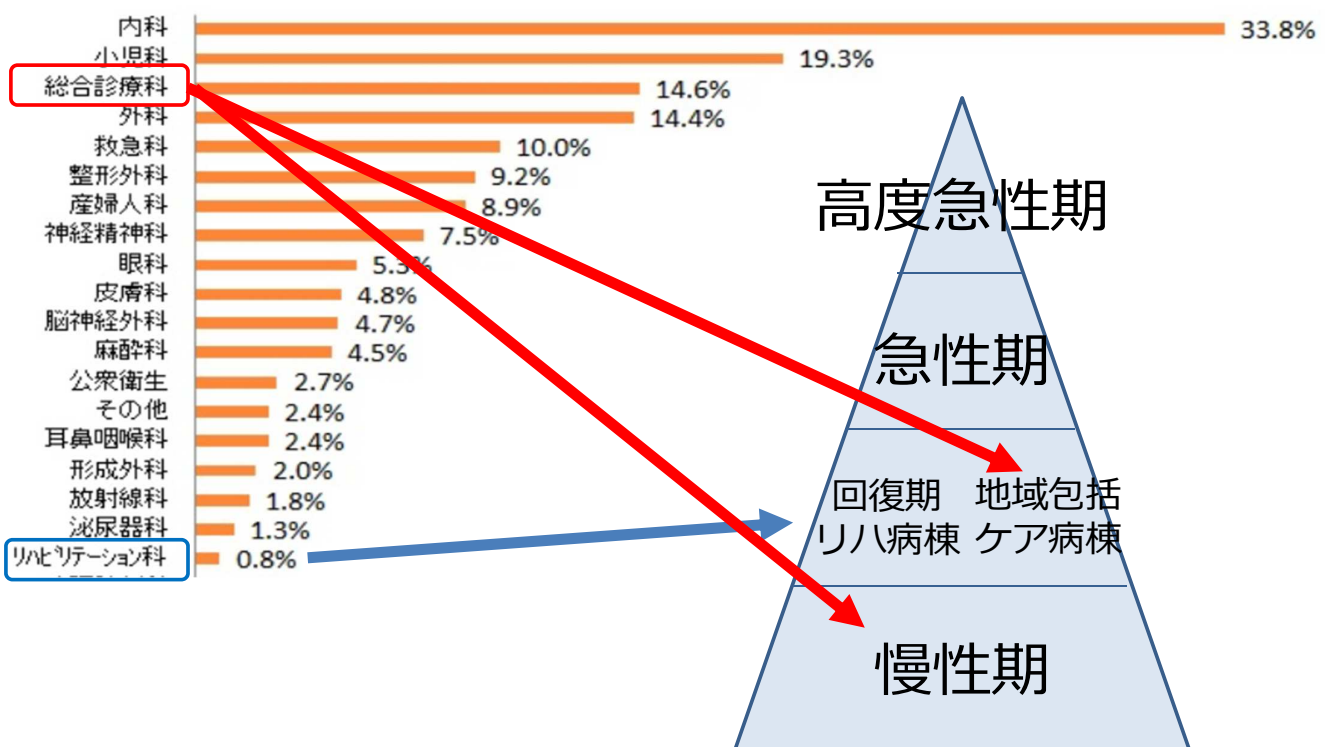 内科 33.8%
小児科 19.3%
総合診療科 14.6%
外科 14.4%
救急科 10.0%
整形外科 9.2%
産婦人科 8.9%
神経精神科 7.5%
眼科 5.3%
皮膚科 4.8%
脳神経外科 4.7%
麻酔科 4.5%
公衆衛生 2.7%
その他 2.4%
耳鼻咽喉科 2.4%
形成外科 2.0%
放射線科 1.8%
泌尿器科 1.3%
リハビリテーション科 0.8%
高度急性期
急性期
回復期 地域包括
リハ病棟 ケア病棟
慢性期